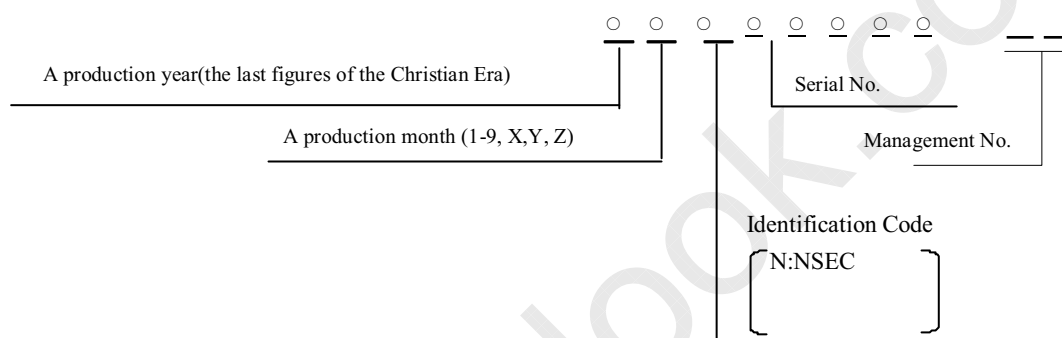 ○ ○ ○ ○ ○ ○ ○ ○
A production year(the last figures of the Christian Era)
Serial No.
A production month (1-9, X,Y, Z)
Management No.
Identification Code
N:NSEC